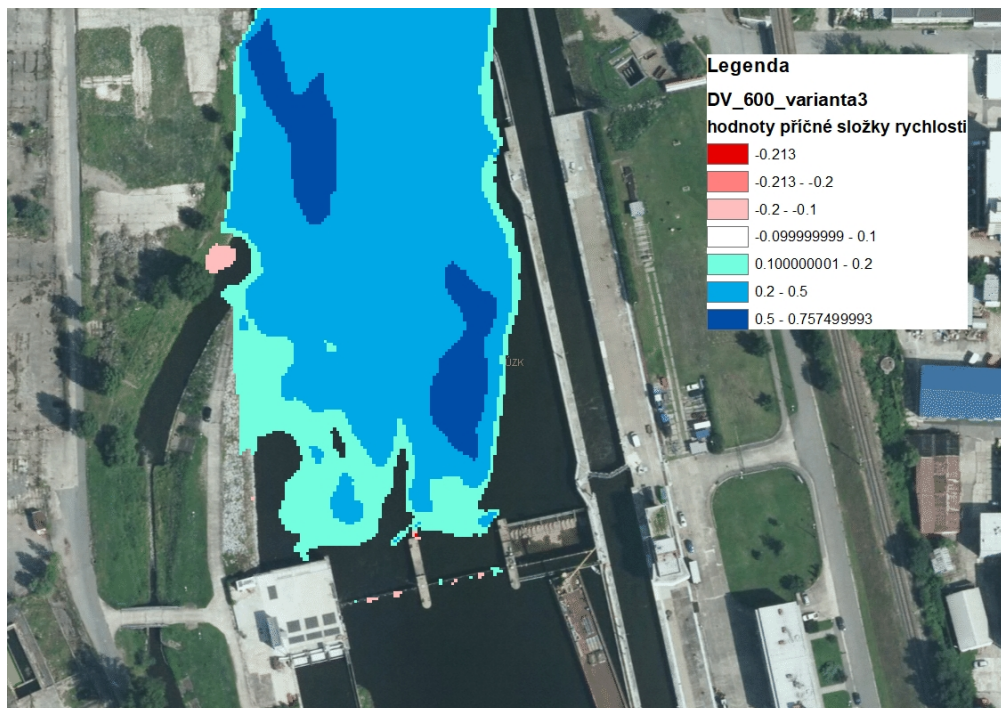 Legenda
DV_600_varianta3
hodnoty příčné složky rychlosti
-0.213
-0.213 - -0.2
-0.2 - -0.1
-0.099999999 - 0.1
0.100000001 - 0.2
0.2 - 0.5
0.5 - 0.757499993
UZK